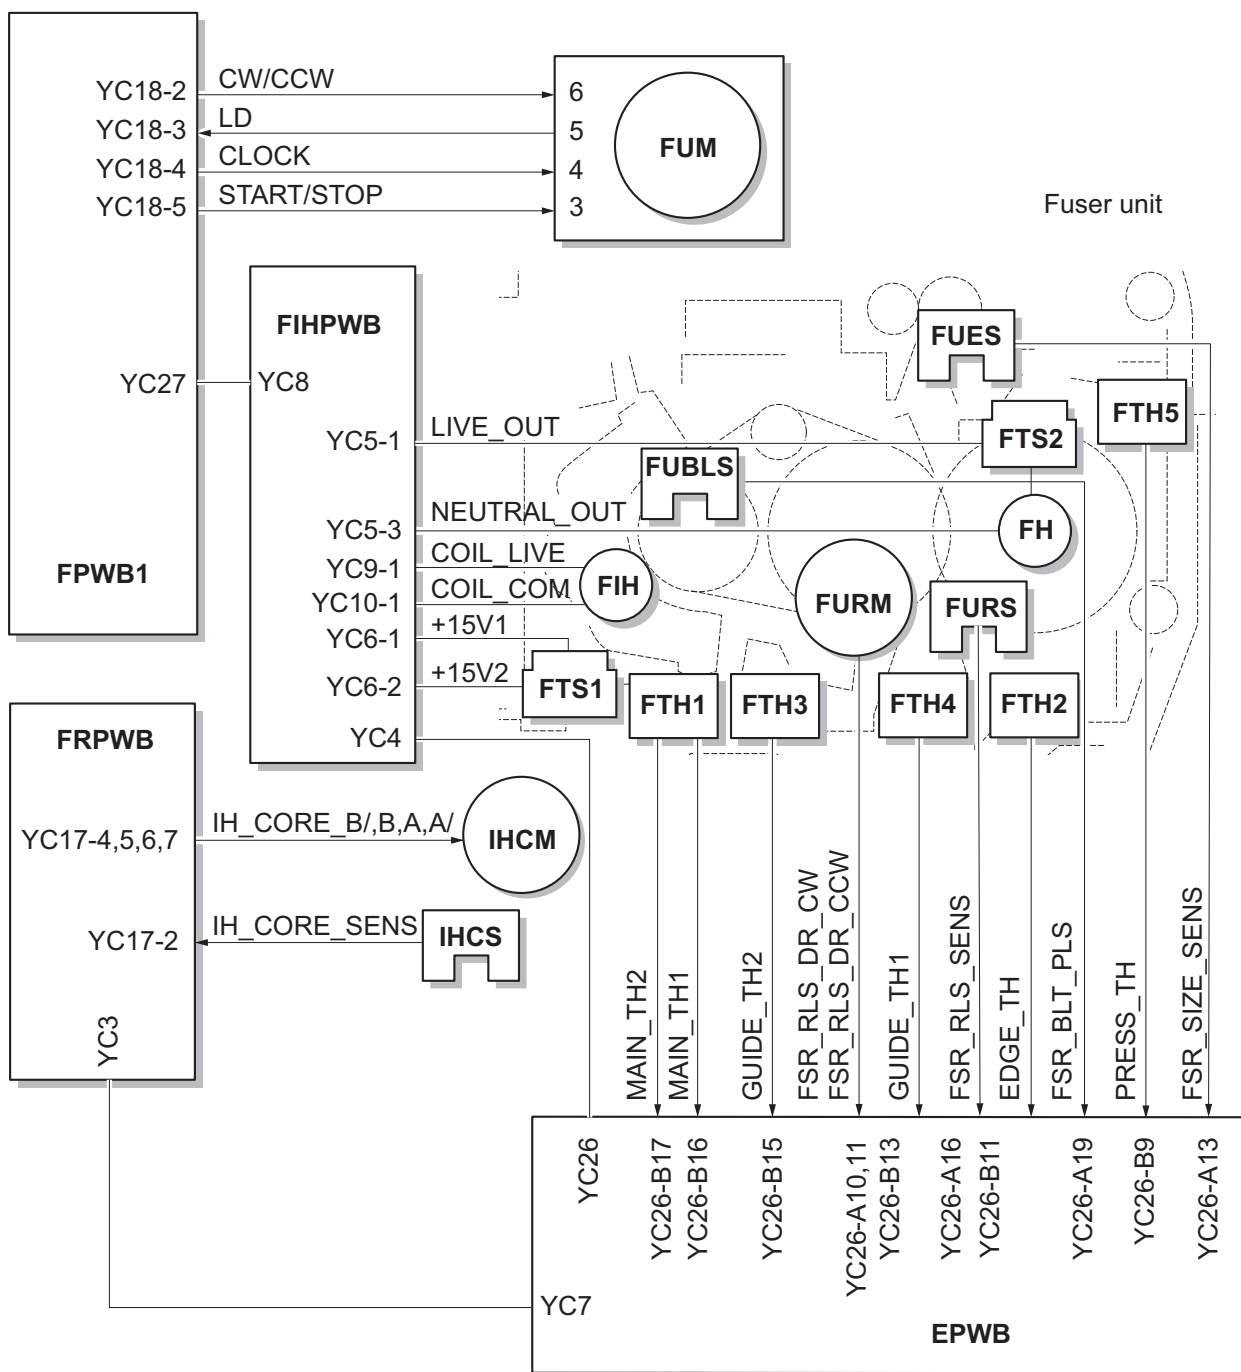 YC18-2 CW/CCW 6
YC18-3 LD 5
YC18-4 CLOCK 4
YC18-5 START/STOP 3
FUM
Fuser unit
FIHPWB
FUES
YC27 YC8
FTH5
YC5-1 LIVE_OUT
FTS2
FUBLS
YC5-3 NEUTRAL_OUT
FH
YC9-1 COIL_LIVE
FPWB1
FIH
YC10-1 COIL_COM
FURM
FURS
YC6-1 +15V1
YC6-2 +15V2
FTS1
FTH1
FTH3
FTH4
FTH2
FRPWB
YC4
YC17-4,5,6,7 IH_CORE_B/,B,A,A/
IHCM
YC17-2 IH_CORE_SENS
IHCS
YC3
MAIN_TH2
MAIN_TH1
GUIDE_TH2
FSR_RLS_DR_CW
FSR_RLS_DR_CCW
GUIDE_TH1
FSR_RLS_SENS
EDGE_TH
FSR_BLT_PLS
PRESS_TH
FSR_SIZE_SENS
YC26
YC26-B17
YC26-B16
YC26-B15
YC26-A10,11
YC26-B13
YC26-A16
YC26-B11
YC26-A19
YC26-B9
YC26-A13
YC7
EPWB